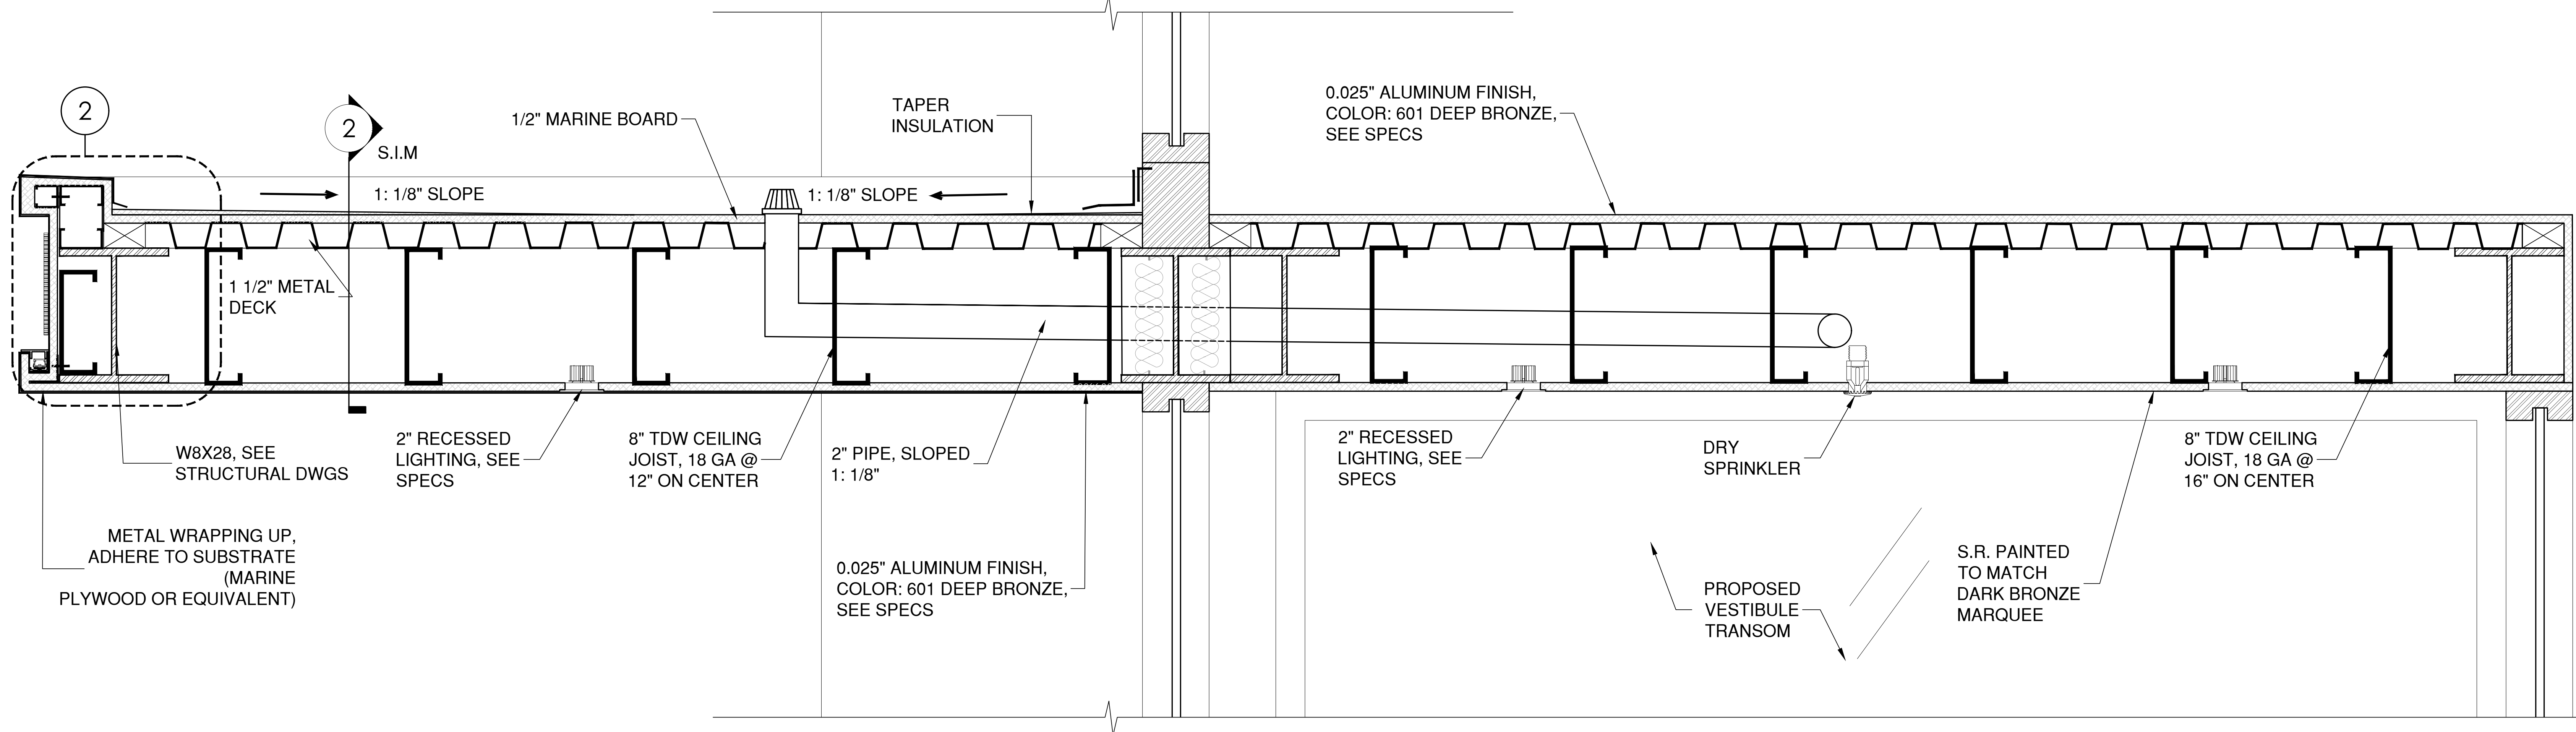 2
2
S.I.M
1/2" MARINE BOARD
TAPER
INSULATION
0.025" ALUMINUM FINISH,
COLOR: 601 DEEP BRONZE,
SEE SPECS
1: 1/8" SLOPE
1: 1/8" SLOPE
1 1/2" METAL
DECK
W8X28, SEE
STRUCTURAL DWGS
2" RECESSED
LIGHTING, SEE
SPECS
8" TDW CEILING
JOIST, 18 GA @
12" ON CENTER
2" PIPE, SLOPED
1: 1/8"
2" RECESSED
LIGHTING, SEE
SPECS
DRY
SPRINKLER
8" TDW CEILING
JOIST, 18 GA @
16" ON CENTER
METAL WRAPPING UP,
ADHERE TO SUBSTRATE
(MARINE
PLYWOOD OR EQUIVALENT)
0.025" ALUMINUM FINISH,
COLOR: 601 DEEP BRONZE,
SEE SPECS
PROPOSED
VESTIBULE
TRANSOM
S.R. PAINTED
TO MATCH
DARK BRONZE
MARQUEE